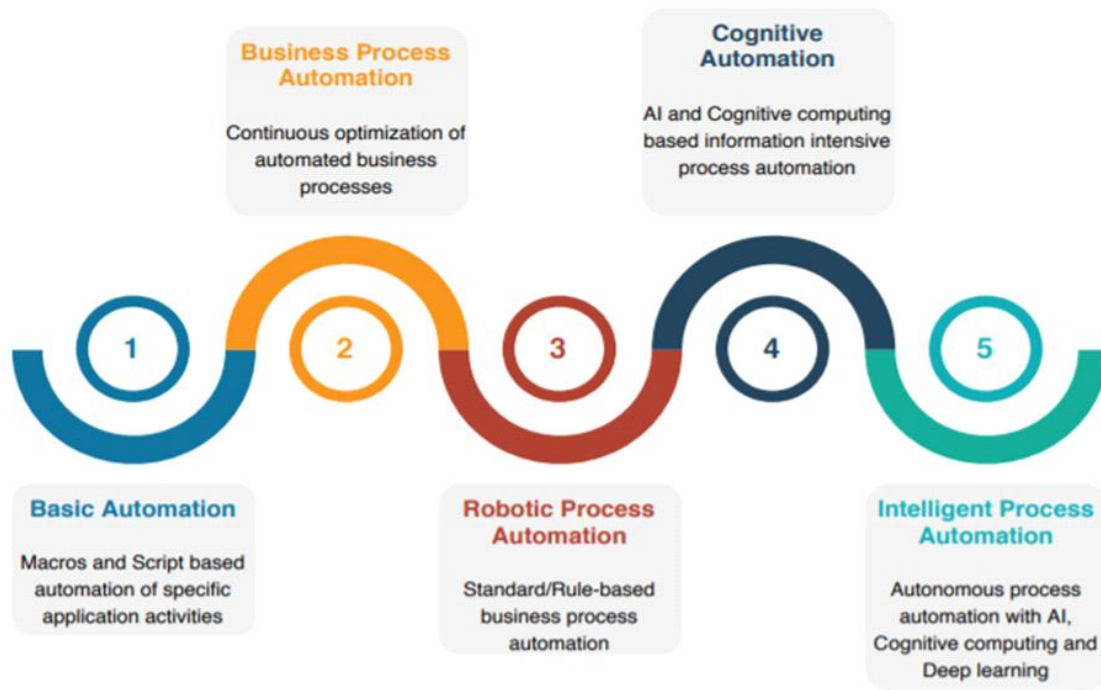 1
Basic Automation
Macros and Script based
automation of specific
application activities
2
Business Process
Automation
Continuous optimization of
automated business
processes
3
Robotic Process
Automation
Standard/Rule-based
business process
automation
4
Cognitive
Automation
AI and Cognitive computing
based information intensive
process automation
5
Intelligent Process
Automation
Autonomous process
automation with AI,
Cognitive computing and
Deep learning